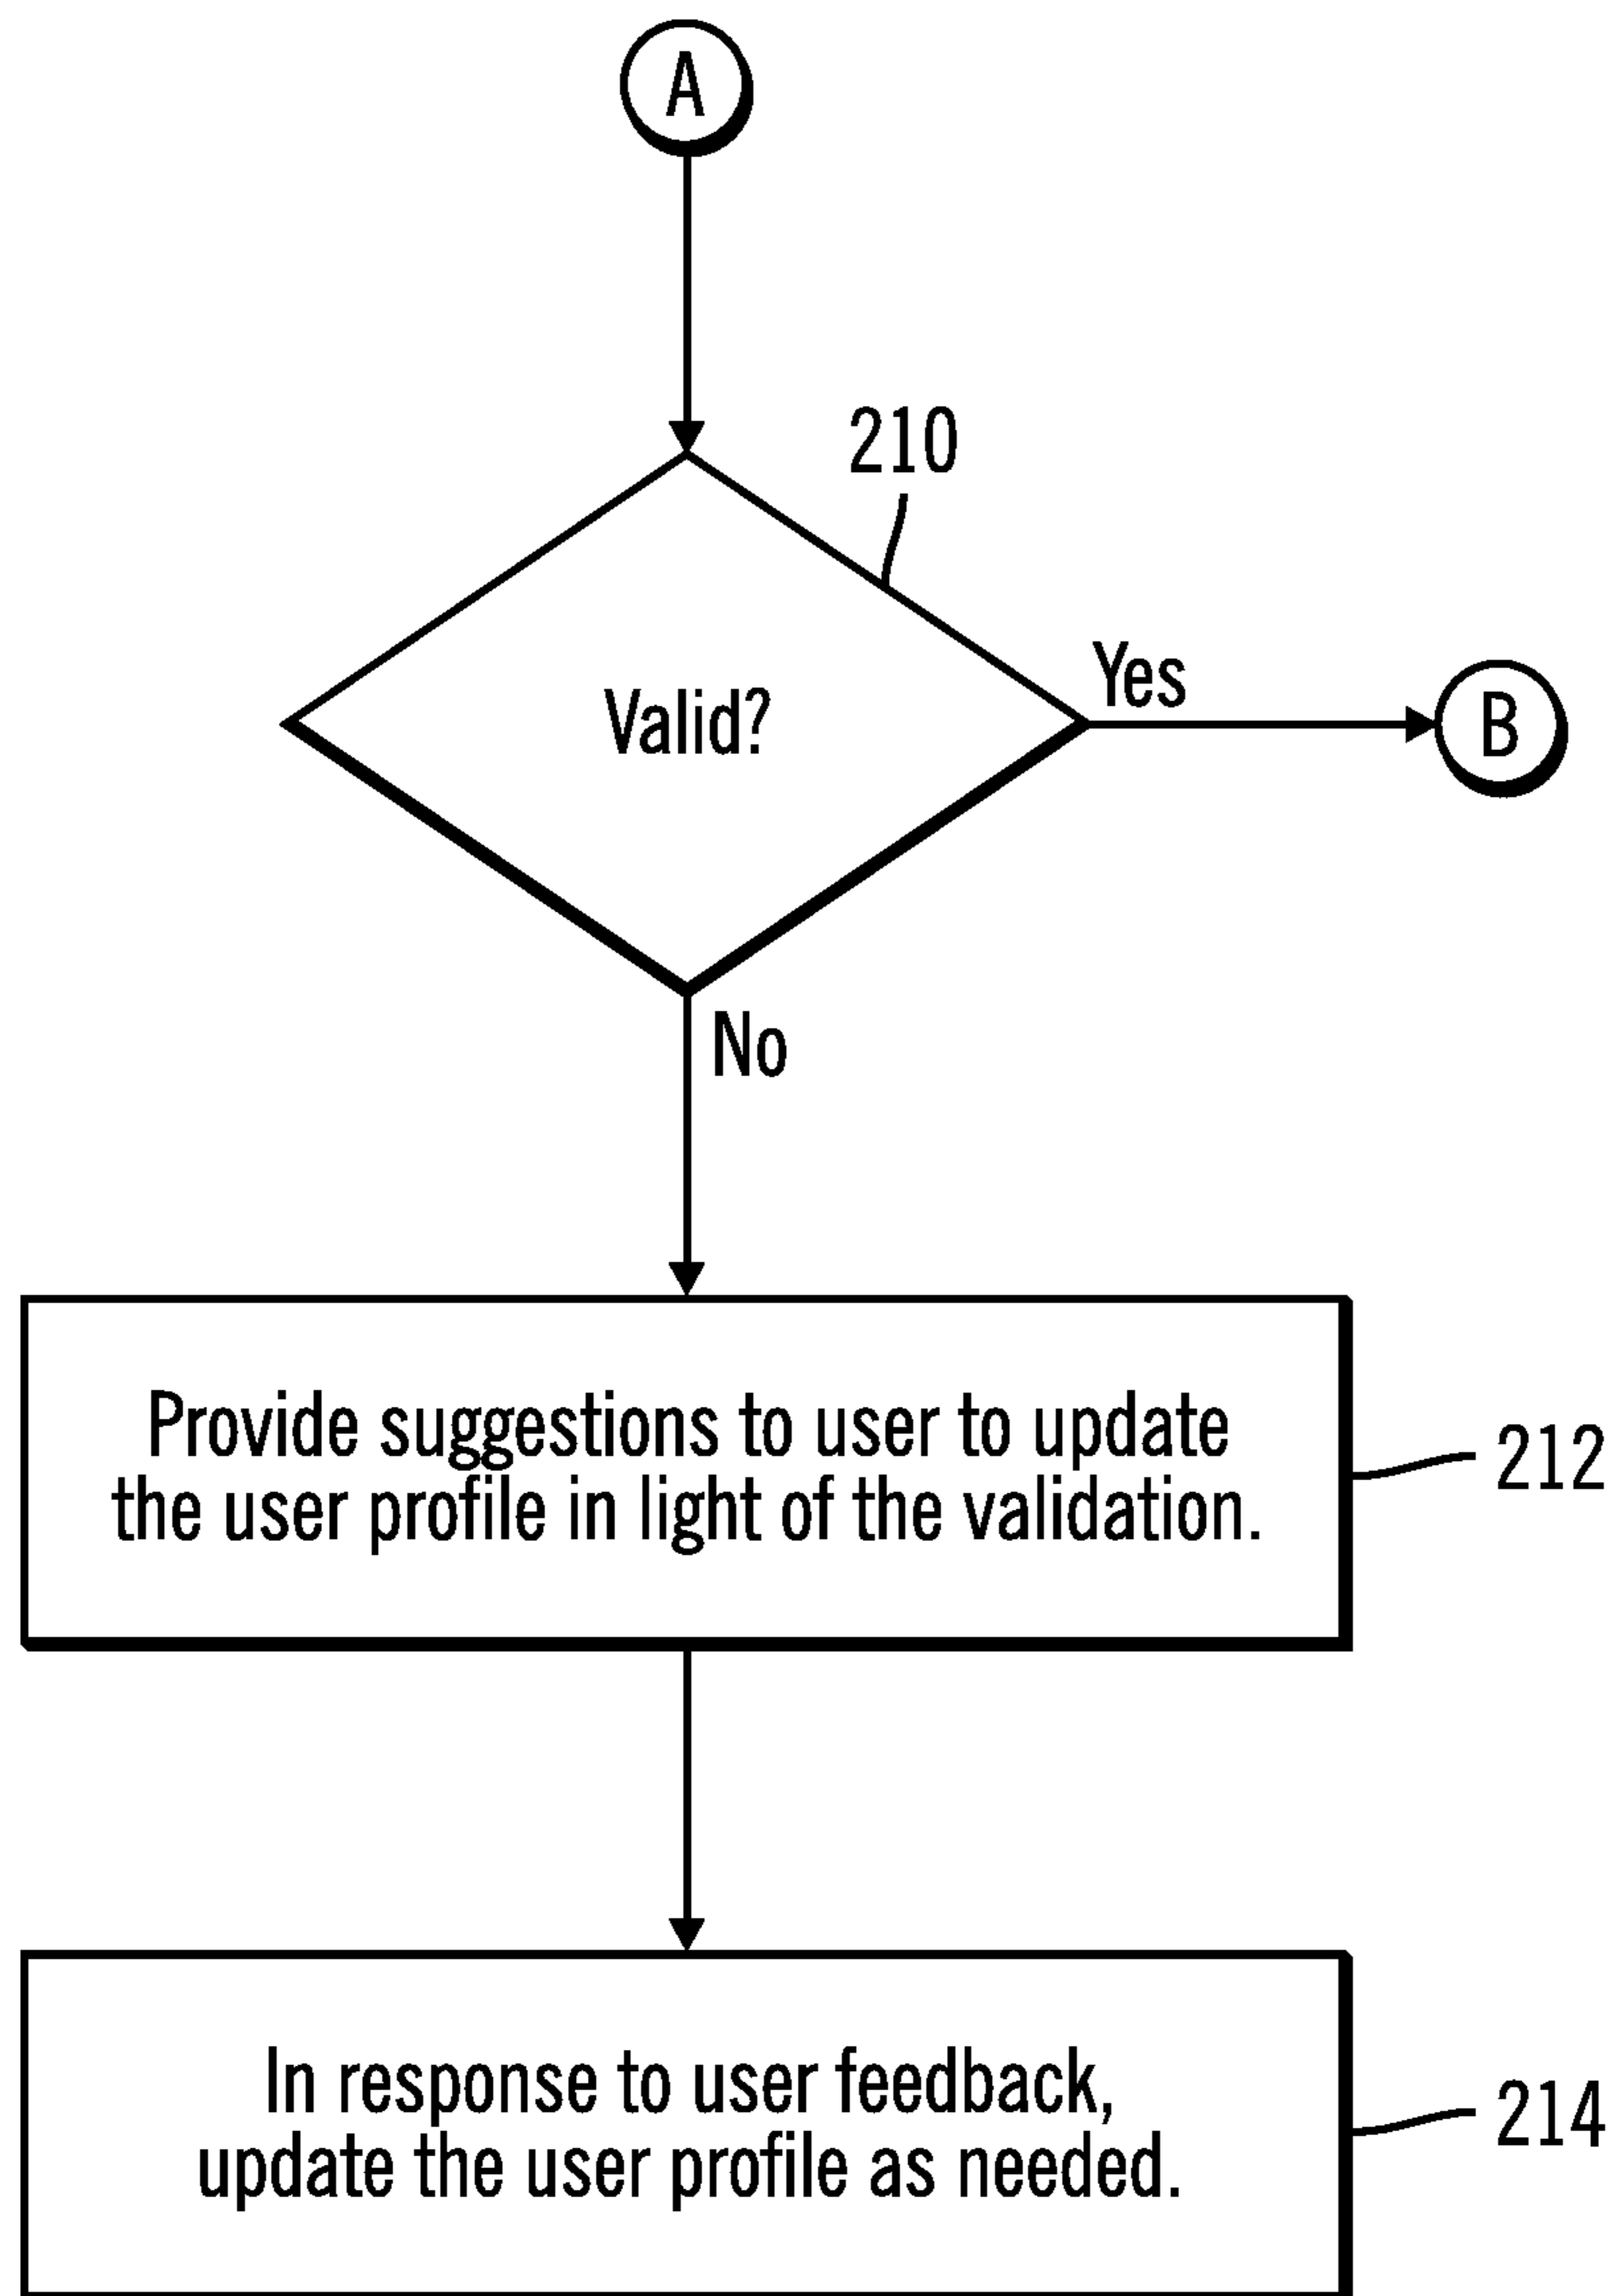 A
210
Valid?
Yes
B
No
Provide suggestions to user to update
the user profile in light of the validation.
212
In response to user feedback,
update the user profile as needed.
214